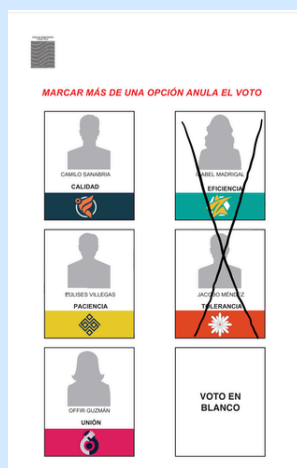 MARCAR MÁS DE UNA OPCIÓN ANULA EL VOTO
CAMILO SANABRIA
CALIDAD
ISABEL MADRIGAL
EFICIENCIA
EULISES VILLEGAS
PACIENCIA
JACOBO MÉNDEZ
TOLERANCIA
OFFIR GUZMÁN
UNIÓN
VOTO EN
BLANCO